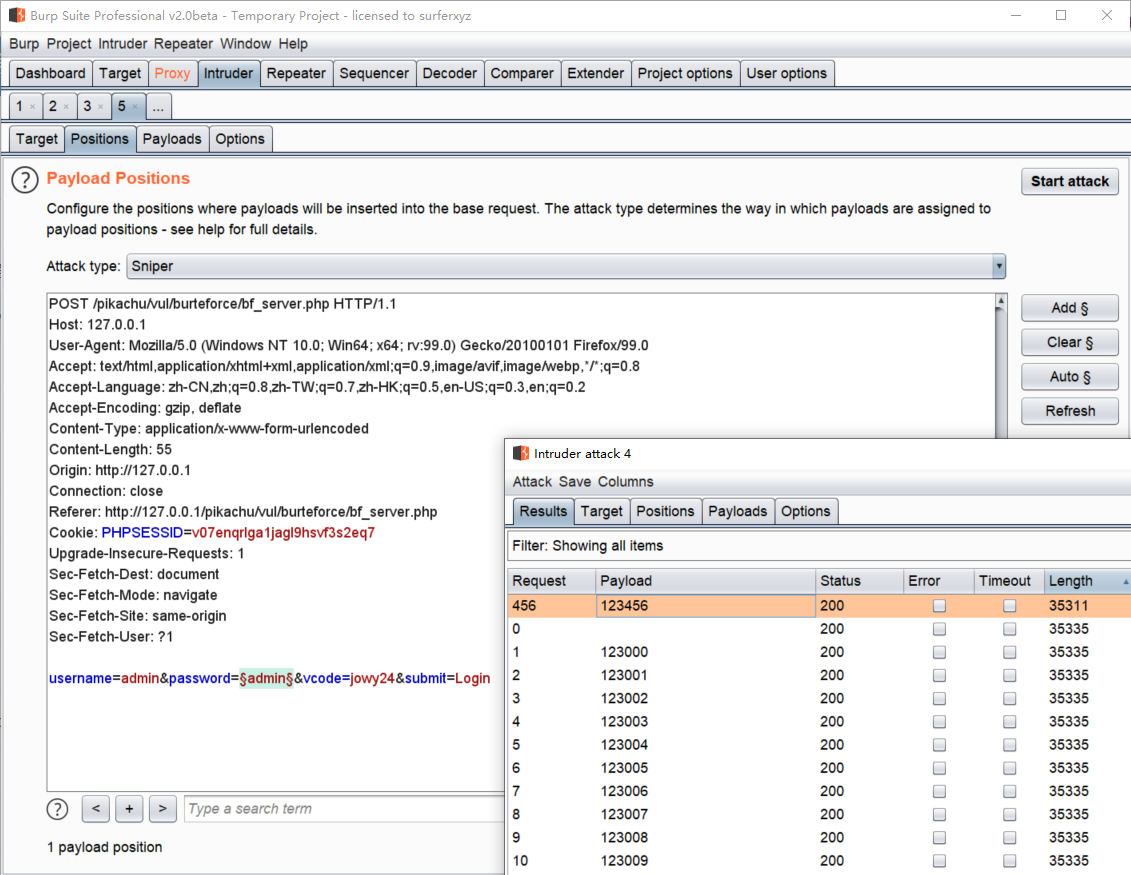 Burp Suite Professional v2.0beta - Temporary Project - licensed to surferxyz
Burp Project Intruder Repeater Window Help
Dashboard Target Proxy Intruder Repeater Sequencer Decoder Comparer Extender Project options User options
1 × 2 × 3 × 5 × ...
Target Positions Payloads Options
? Payload Positions
Start attack
Configure the positions where payloads will be inserted into the base request. The attack type determines the way in which payloads are assigned to
payload positions - see help for full details.
Attack type: Sniper
POST /pikachu/vul/burteforce/bf_server.php HTTP/1.1
Host: 127.0.0.1
User-Agent: Mozilla/5.0 (Windows NT 10.0; Win64; x64; rv:99.0) Gecko/20100101 Firefox/99.0
Accept: text/html,application/xhtml+xml,application/xml;q=0.9,image/avif,image/webp,*/*;q=0.8
Accept-Language: zh-CN,zh;q=0.8,zh-TW;q=0.7,zh-HK;q=0.5,en-US;q=0.3,en;q=0.2
Accept-Encoding: gzip, deflate
Content-Type: application/x-www-form-urlencoded
Content-Length: 55
Origin: http://127.0.0.1
Connection: close
Referer: http://127.0.0.1/pikachu/vul/burteforce/bf_server.php
Cookie: PHPSESSID=v07enqrlga1jagl9hsvf3s2eq7
Upgrade-Insecure-Requests: 1
Sec-Fetch-Dest: document
Sec-Fetch-Mode: navigate
Sec-Fetch-Site: same-origin
Sec-Fetch-User: ?1
username=admin&password=§admin§&vcode=jowy24&submit=Login
Add §
Clear §
Auto §
Refresh
? < + > Type a search term
1 payload position
Intruder attack 4
Attack Save Columns
Results Target Positions Payloads Options
Filter: Showing all items
Request Payload Status Error Timeout Length
456 123456 200 35311
0 200 35335
1 123000 200 35335
2 123001 200 35335
3 123002 200 35335
4 123003 200 35335
5 123004 200 35335
6 123005 200 35335
7 123006 200 35335
8 123007 200 35335
9 123008 200 35335
10 123009 200 35335